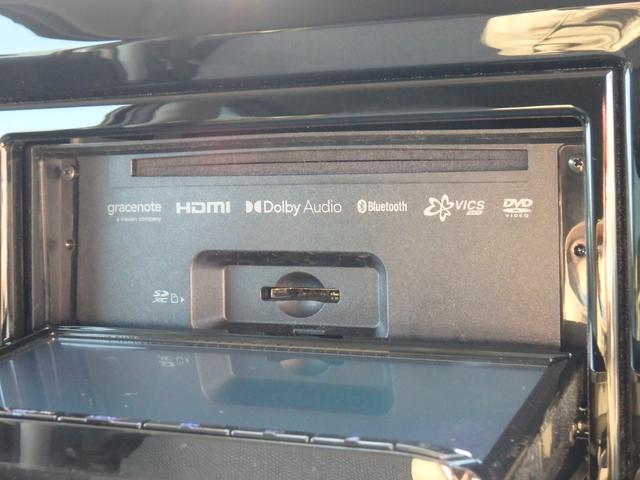 gracenote HDMI Dolby Audio Bluetooth VICS DVD
a nielsen company VIDEO
SD
XC